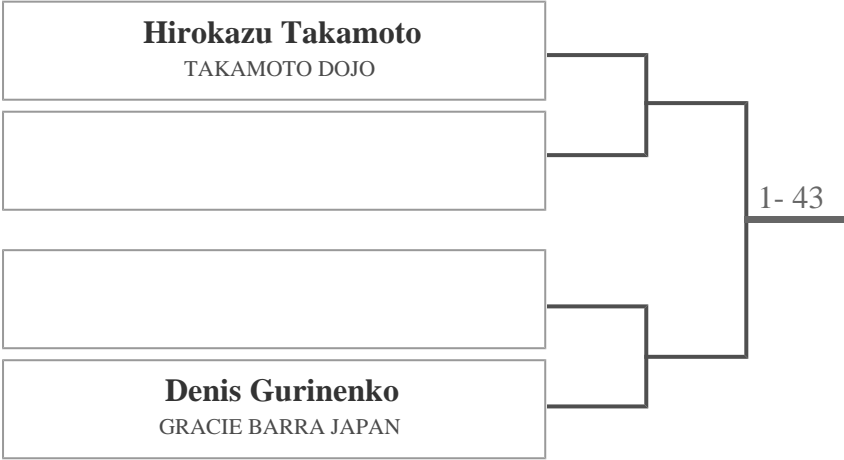 Hirokazu Takamoto
TAKAMOTO DOJO
1- 43
Denis Gurinenko
GRACIE BARRA JAPAN